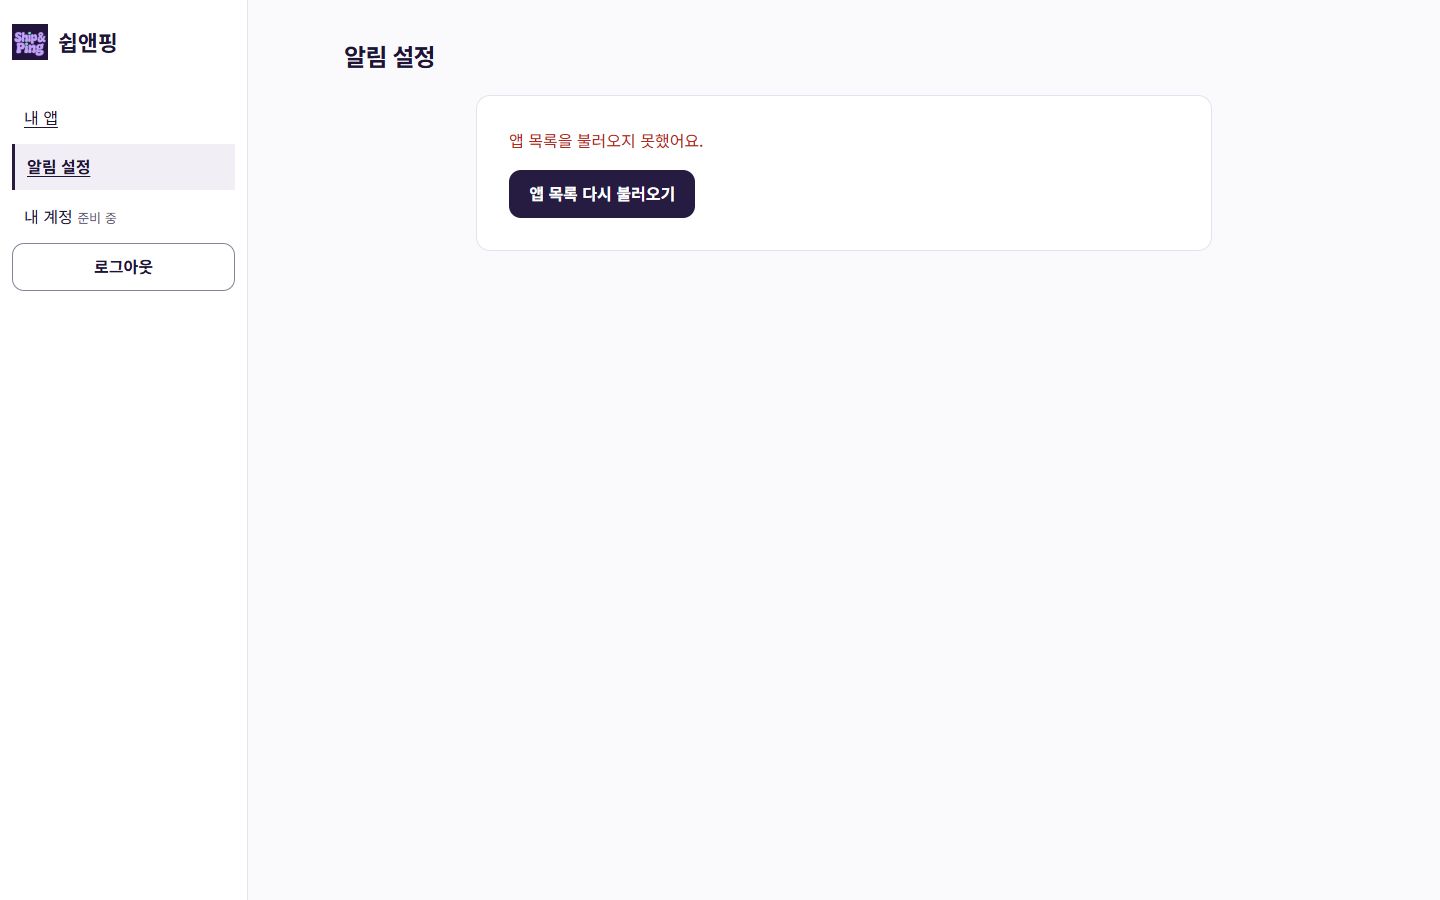 Ship&
Ping
쉽앤핑
내 앱
알림 설정
내 계정 준비 중
로그아웃
알림 설정
앱 목록을 불러오지 못했어요.
앱 목록 다시 불러오기